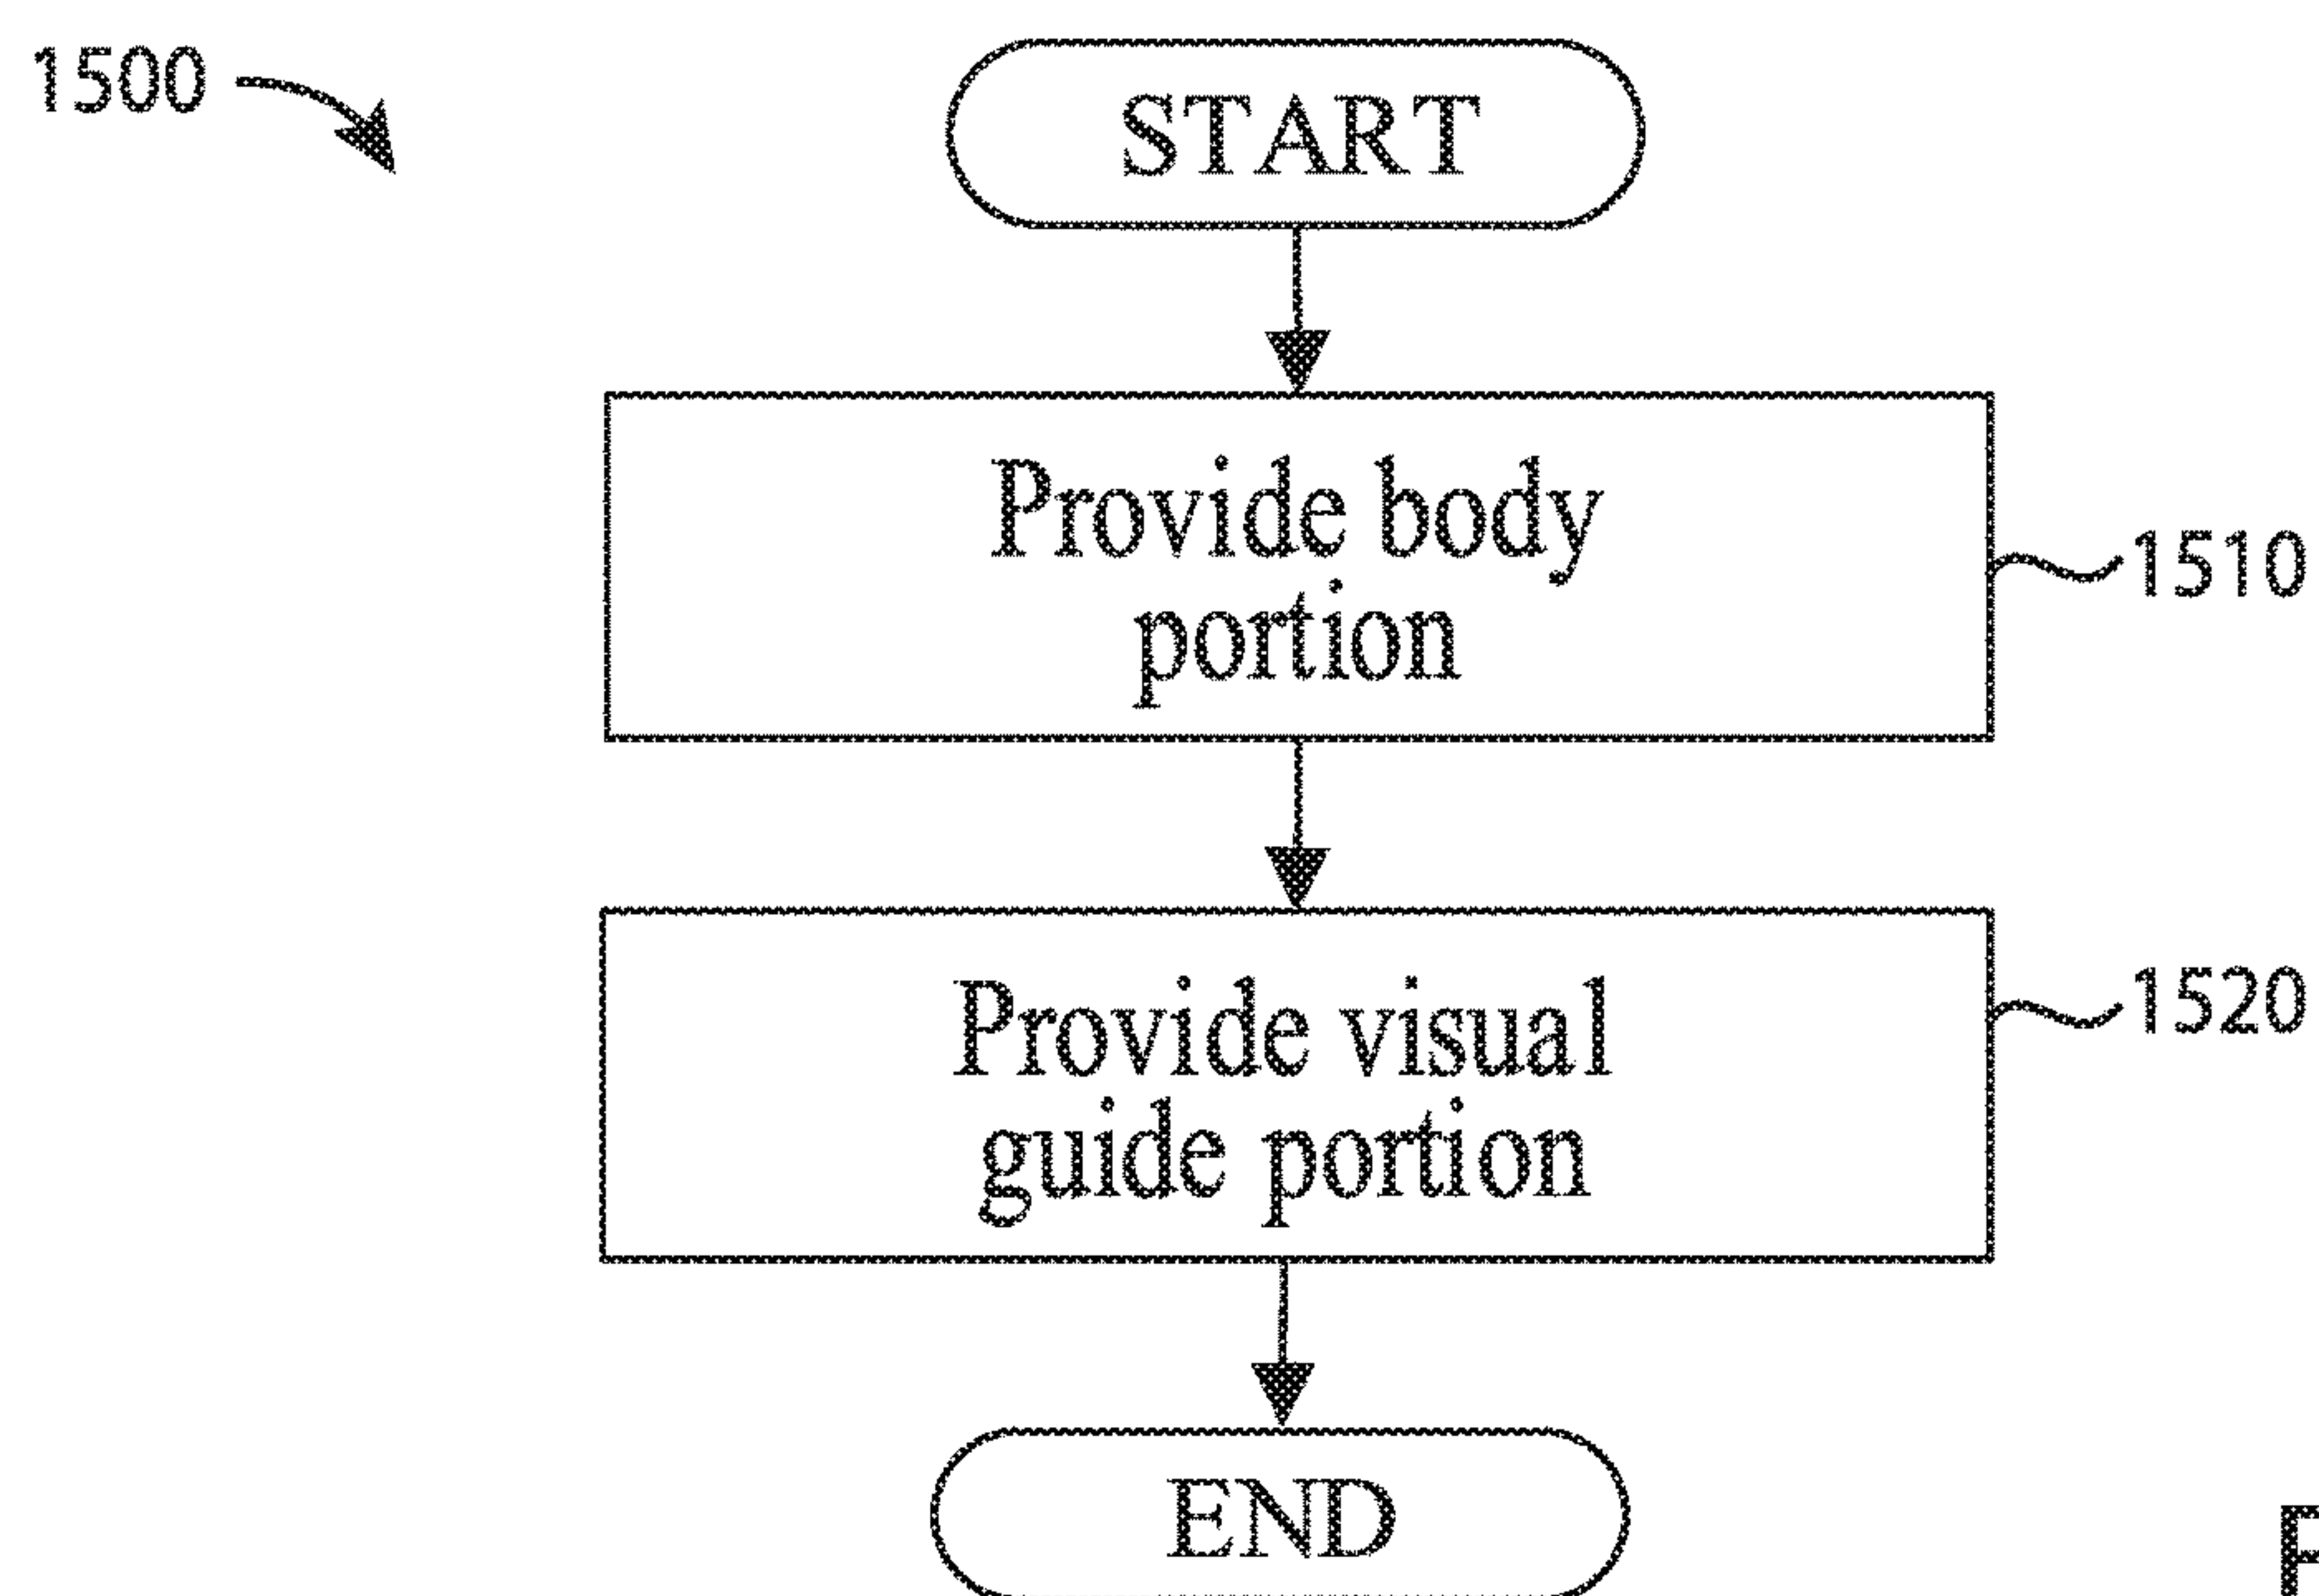 1500
START
Provide body
portion
1510
Provide visual
guide portion
1520
END